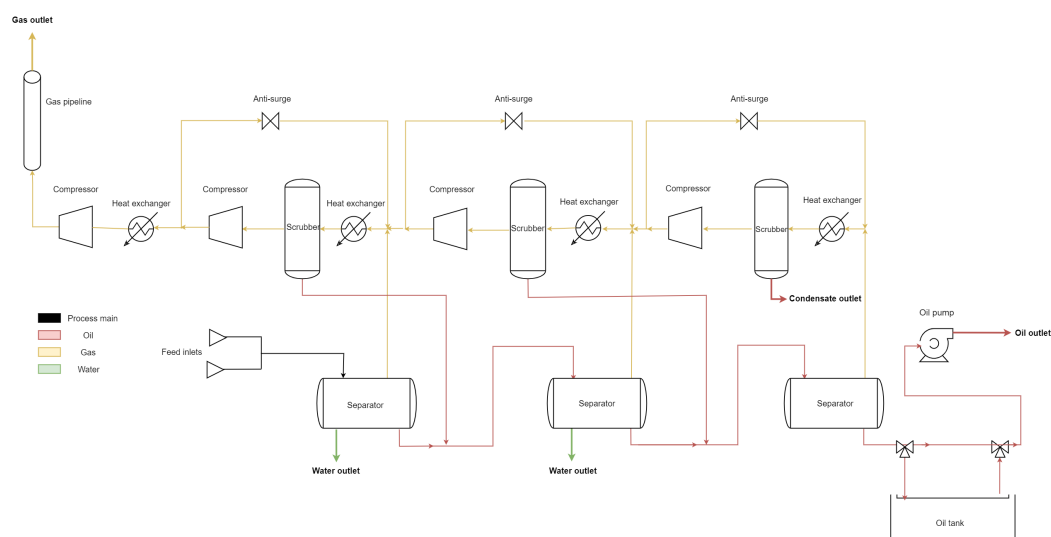 Gas outlet
Gas pipeline
Anti-surge
Anti-surge
Anti-surge
Compressor
Heat exchanger
Compressor
Scrubber
Heat exchanger
Compressor
Scrubber
Heat exchanger
Compressor
Scrubber
Heat exchanger
Condensate outlet
Process main
Oil
Gas
Water
Feed inlets
Separator
Separator
Separator
Oil pump
Oil outlet
Water outlet
Water outlet
Oil tank